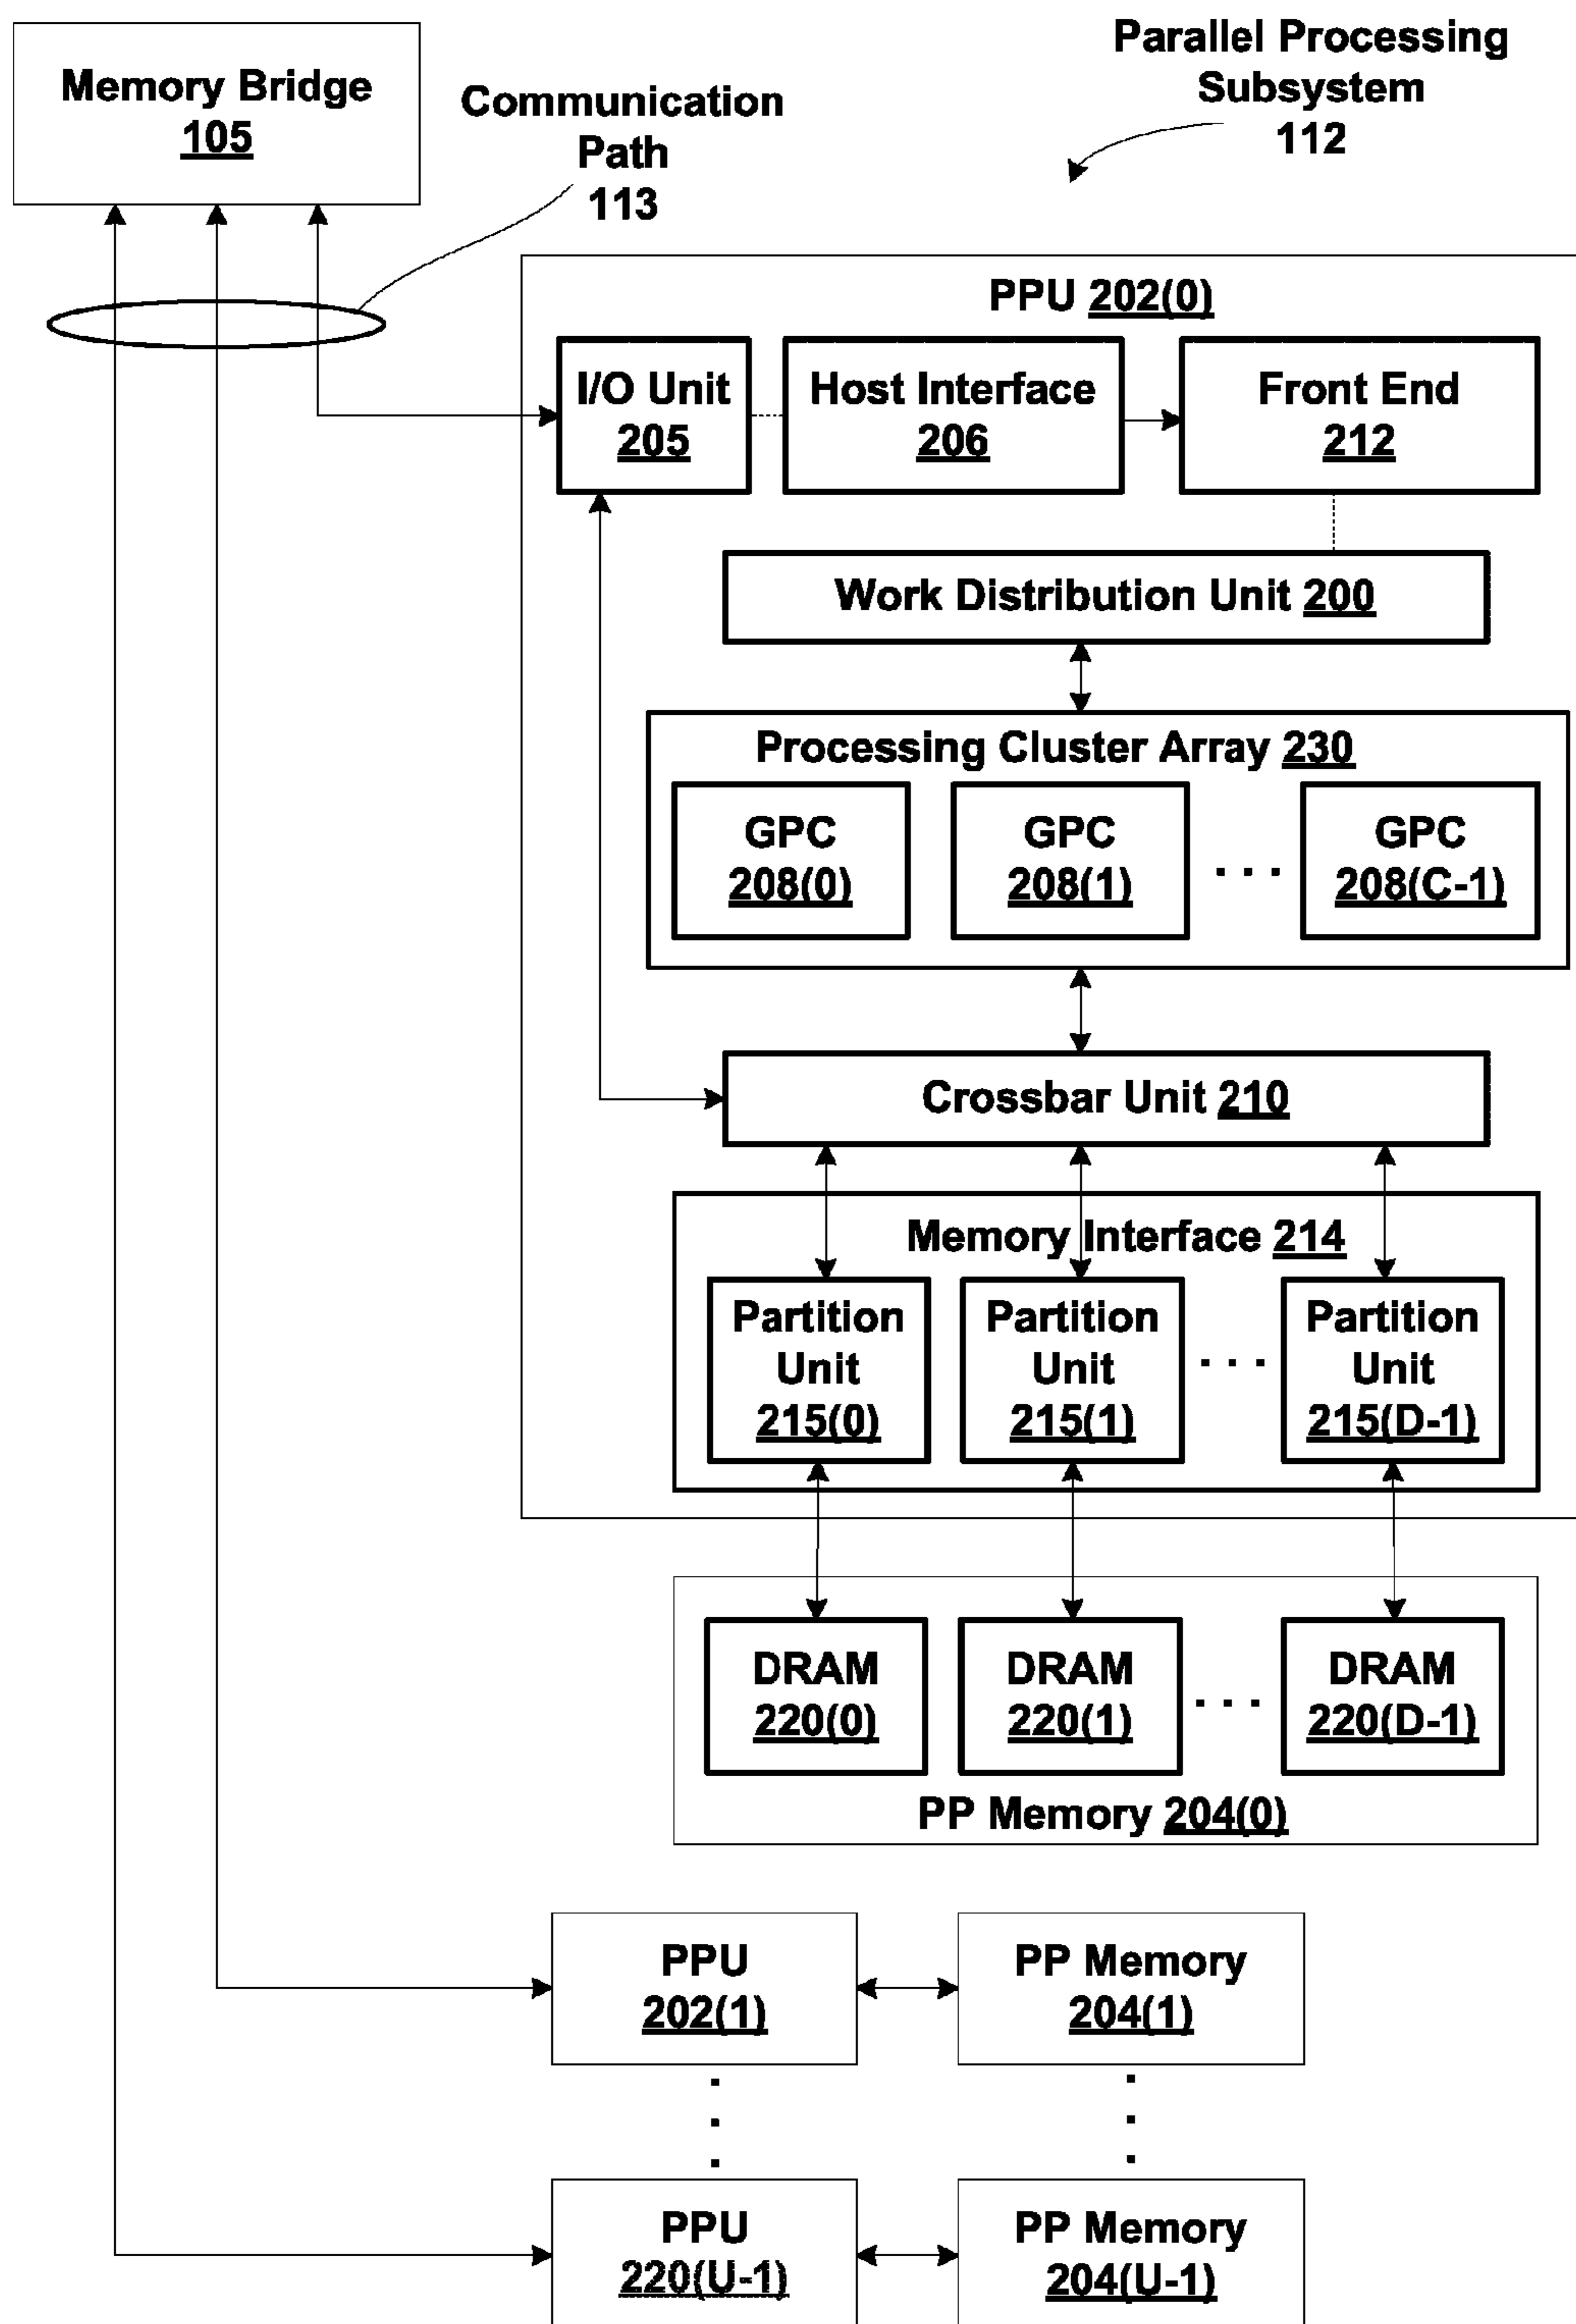 Memory Bridge
105
Communication
Path
113
Parallel Processing
Subsystem
112
PPU 202(0)
I/O Unit
205
Host Interface
206
Front End
212
Work Distribution Unit 200
Processing Cluster Array 230
GPC
208(0)
GPC
208(1)
. . .
GPC
208(C-1)
Crossbar Unit 210
Memory Interface 214
Partition
Unit
215(0)
Partition
Unit
215(1)
. . .
Partition
Unit
215(D-1)
DRAM
220(0)
DRAM
220(1)
. . .
DRAM
220(D-1)
PP Memory 204(0)
PPU
202(1)
PP Memory
204(1)
PPU
220(U-1)
PP Memory
204(U-1)